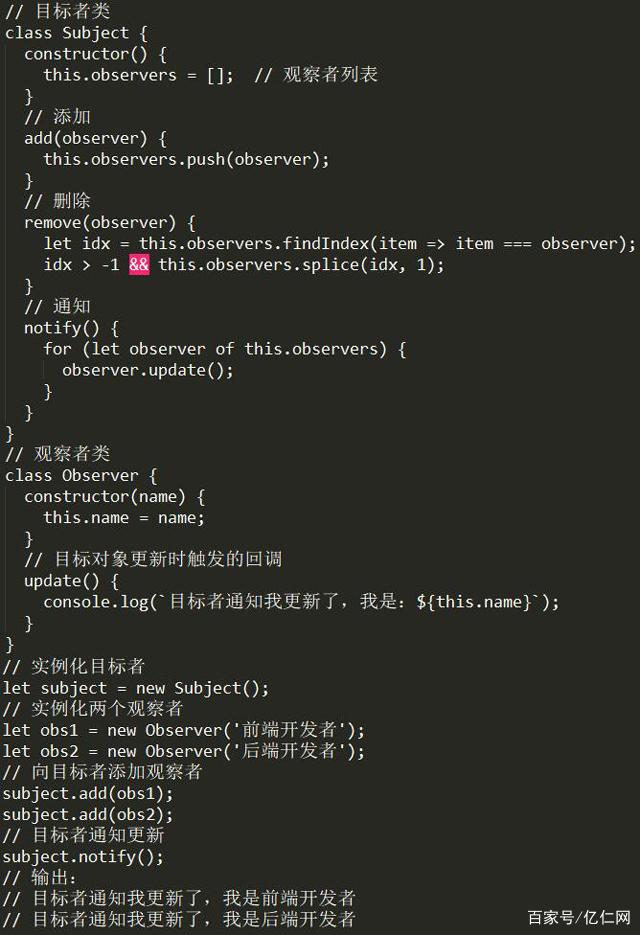 // 目标者类
class Subject {
  constructor() {
    this.observers = [];  // 观察者列表
  }
  // 添加
  add(observer) {
    this.observers.push(observer);
  }
  // 删除
  remove(observer) {
    let idx = this.observers.findIndex(item => item === observer);
    idx > -1 && this.observers.splice(idx, 1);
  }
  // 通知
  notify() {
    for (let observer of this.observers) {
      observer.update();
    }
  }
}
// 观察者类
class Observer {
  constructor(name) {
    this.name = name;
  }
  // 目标对象更新时触发的回调
  update() {
    console.log(`目标者通知我更新了，我是：${this.name}`);
  }
}
// 实例化目标者
let subject = new Subject();
// 实例化两个观察者
let obs1 = new Observer('前端开发者');
let obs2 = new Observer('后端开发者');
// 向目标者添加观察者
subject.add(obs1);
subject.add(obs2);
// 目标者通知更新
subject.notify();
// 输出：
// 目标者通知我更新了，我是前端开发者
// 目标者通知我更新了，我是后端开发者
百家号/亿仁网